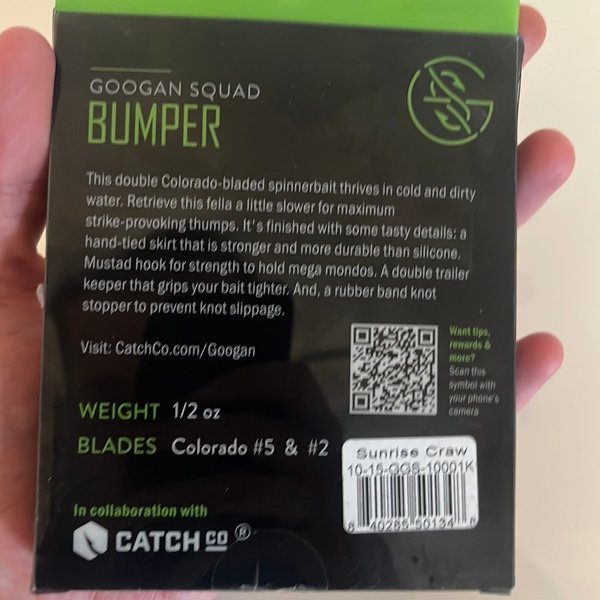 GOOGAN SQUAD
BUMPER
This double Colorado-bladed spinnerbait thrives in cold and dirty
water. Retrieve this fella a little slower for maximum
strike-provoking thumps. It's finished with some tasty details: a
hand-tied skirt that is stronger and more durable than silicone.
Mustad hook for strength to hold mega mondos. A double trailer
keeper that grips your bait tighter. And, a rubber band knot
stopper to prevent knot slippage.
Visit: CatchCo.com/Googan
Want tips,
rewards &
more?
Scan this
symbol with
your phone's
camera
WEIGHT 1/2 oz
BLADES Colorado #5 & #2
Sunrise Craw
10-15-GGS-10001K
8 40285 50134 8
In collaboration with
CATCH CO ®